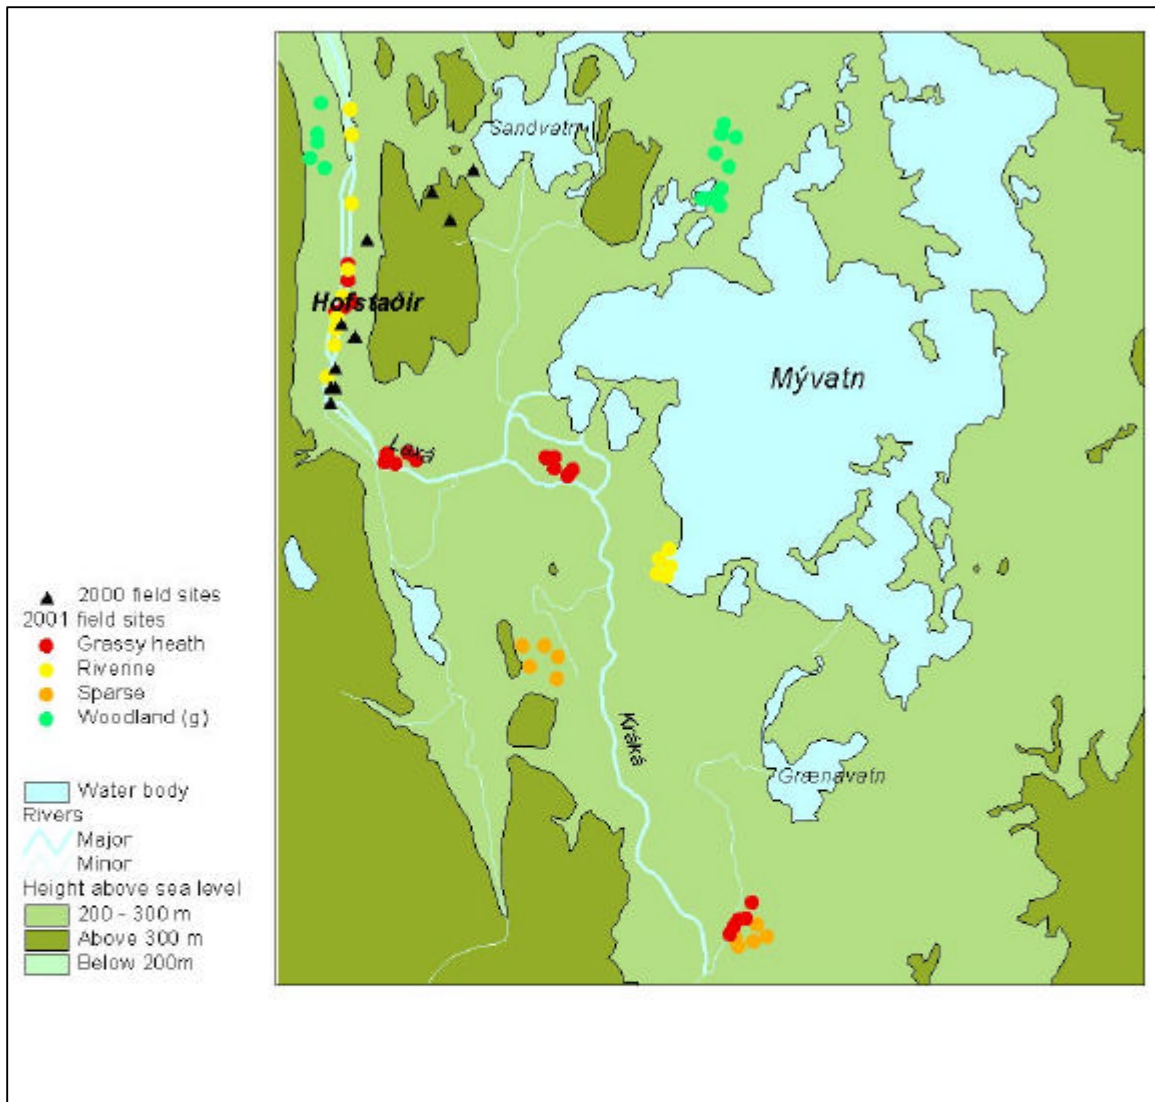 Sandvatn
Hofstaðir
Mývatn
Laxá
Kráká
Grænavatn
2000 field sites
2001 field sites
Grassy heath
Riverine
Sparse
Woodland (g)
Water body
Rivers
Major
Minor
Height above sea level
200 - 300 m
Above 300 m
Below 200m